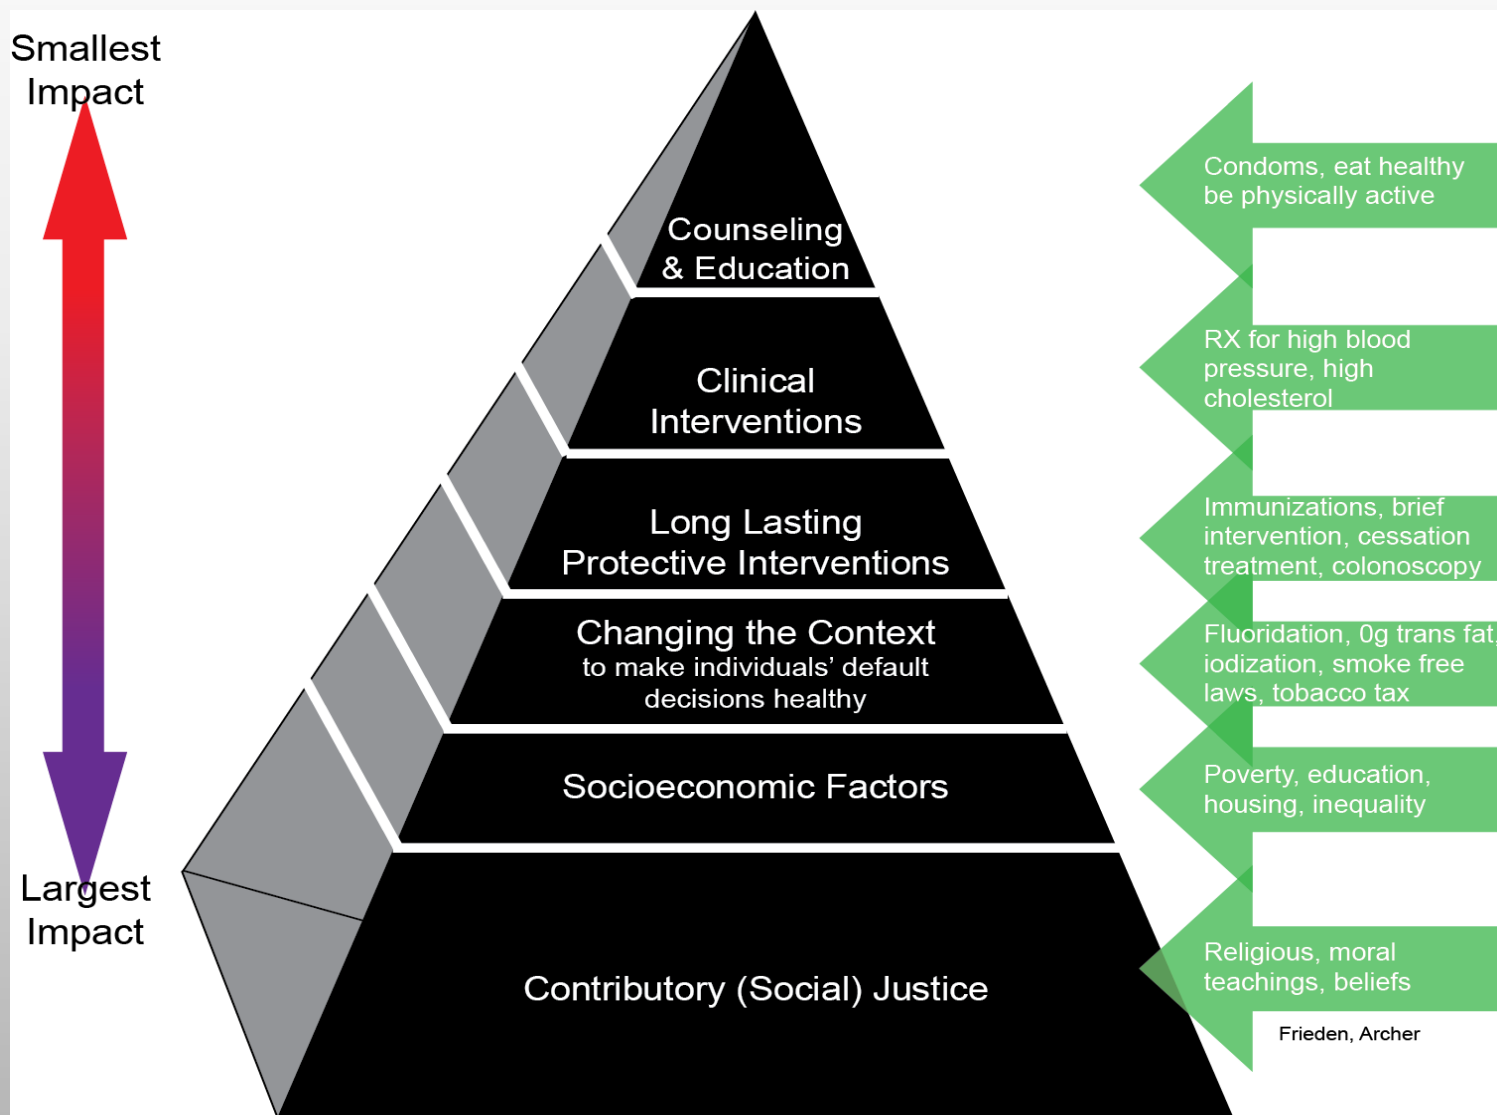 Smallest
Impact
Condoms, eat healthy
be physically active
Counseling
& Education
RX for high blood
pressure, high
cholesterol
Clinical
Interventions
Immunizations, brief
intervention, cessation
treatment, colonoscopy
Long Lasting
Protective Interventions
Fluoridation, 0g trans fat,
iodization, smoke free
laws, tobacco tax
Changing the Context
to make individuals’ default
decisions healthy
Poverty, education,
housing, inequality
Socioeconomic Factors
Largest
Impact
Religious, moral
teachings, beliefs
Contributory (Social) Justice
Frieden, Archer